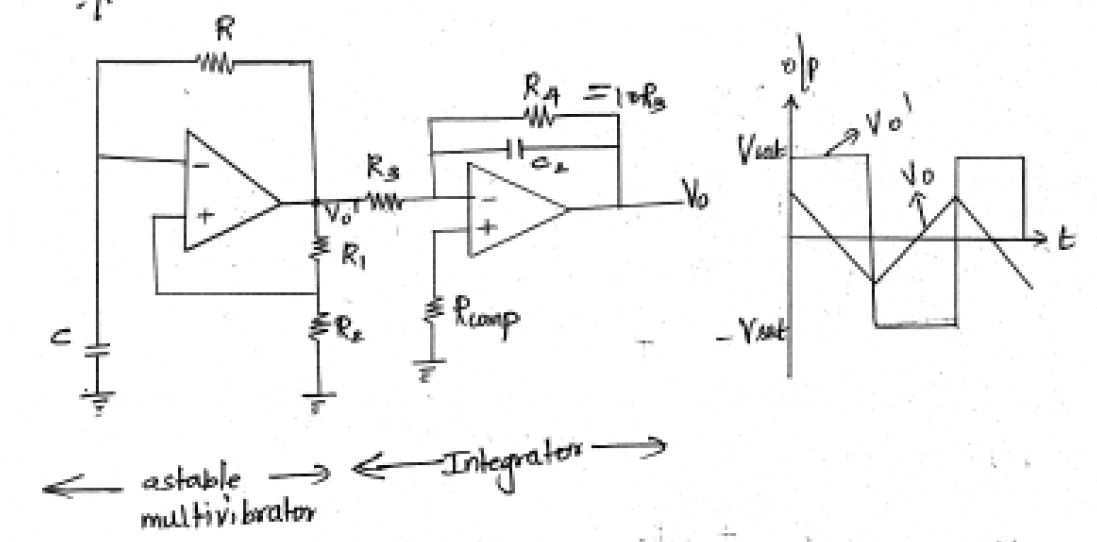 R
R4 = 10R3
C2
R3
Vo'
-
+
-
+
Vo
R1
R2
Rcomp
C
o/p
Vsat
Vo'
Vo
t
- Vsat
astable
multivibrator
Integrator